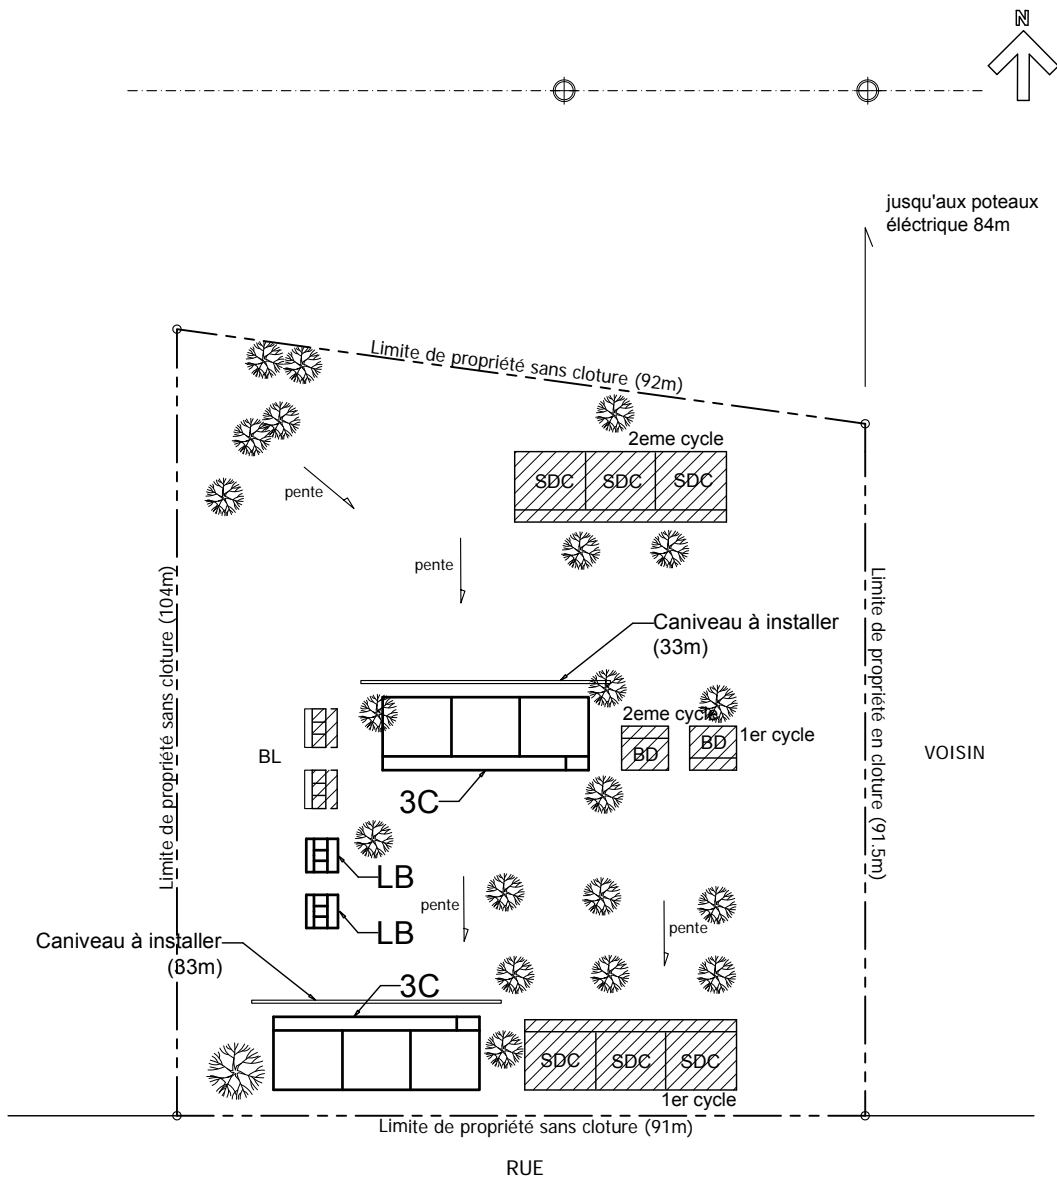 N
jusqu'aux poteaux
éléctrique 84m
Limite de propriété sans cloture (92m)
2eme cycle
SDC SDC SDC
pente
pente
Limite de propriété sans cloture (104m)
Limite de propriété en cloture (91.5m)
Caniveau à installer
(33m)
2eme cycle
1er cycle
BD
BD
BL
VOISIN
3C
LB
LB
pente
pente
Caniveau à installer
(33m)
3C
SDC SDC SDC
1er cycle
Limite de propriété sans cloture (91m)
RUE